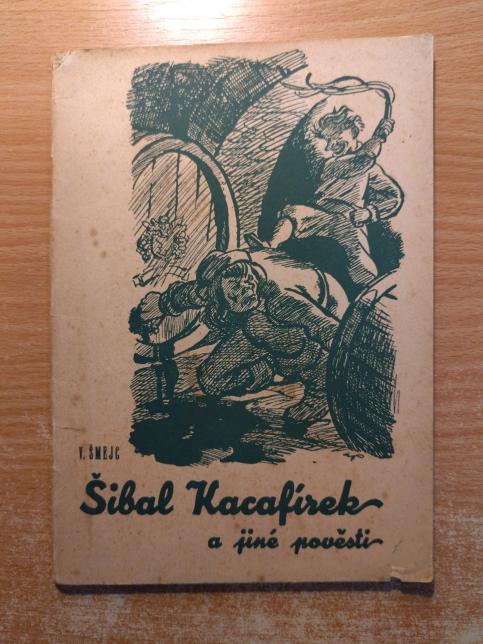 V. ŠMEJC
Šibal Kacafírek
a jiné pověsti